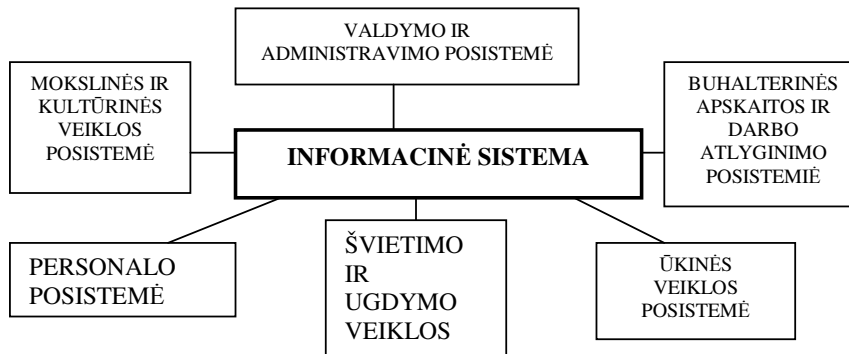 VALDYMO IR
ADMINISTRAVIMO POSISTEMĖ
MOKSLINĖS IR
KULTŪRINĖS
VEIKLOS
POSISTEMĖ
BUHALTERINĖS
APSKAITOS IR
DARBO
ATLYGINIMO
POSISTEMIĖ
INFORMACINĖ SISTEMA
PERSONALO
POSISTEMĖ
ŠVIETIMO
IR
UGDYMO
VEIKLOS
ŪKINĖS
VEIKLOS
POSISTEMĖ